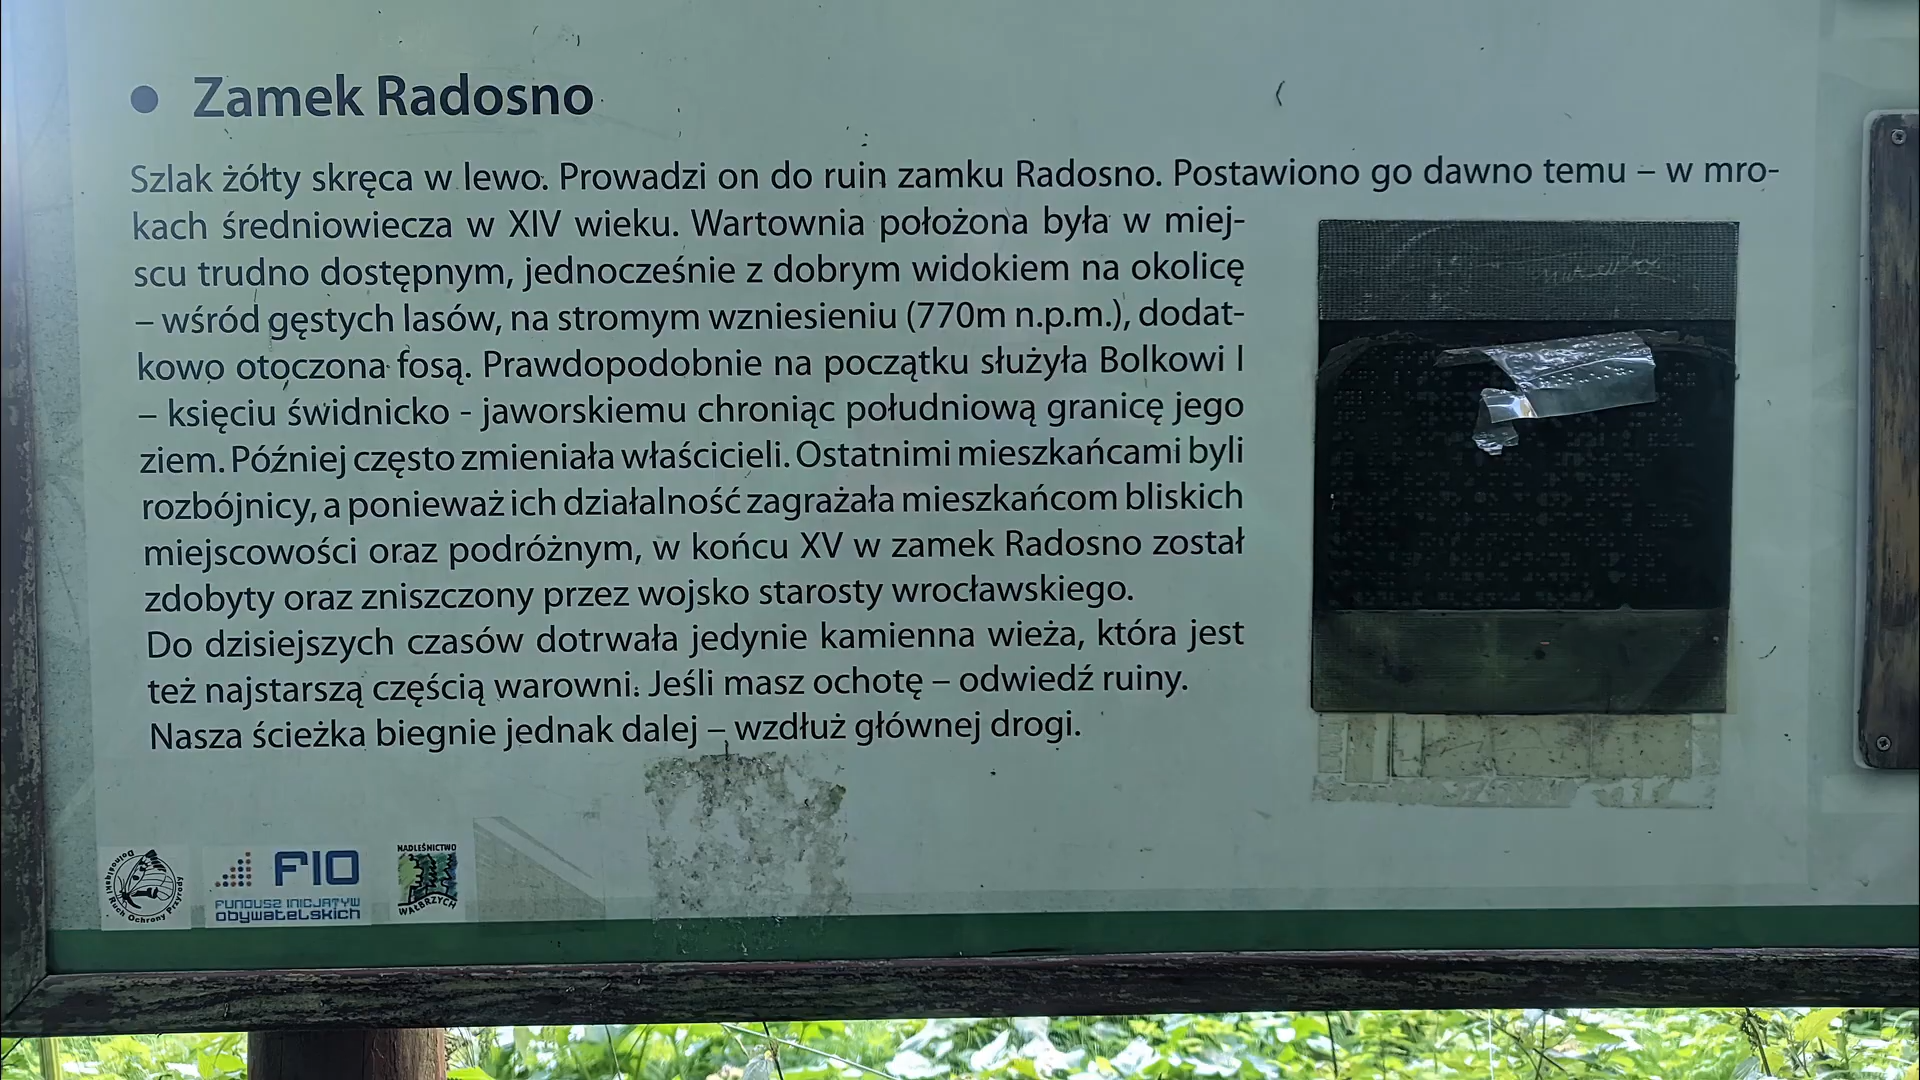 • Zamek Radosno
Szlak żółty skręca w lewo. Prowadzi on do ruin zamku Radosno. Postawiono go dawno temu – w mro-
kach średniowiecza w XIV wieku. Wartownia położona była w miej-
scu trudno dostępnym, jednocześnie z dobrym widokiem na okolicę
– wśród gęstych lasów, na stromym wzniesieniu (770m n.p.m.), dodat-
kowo otoczona fosą. Prawdopodobnie na początku służyła Bolkowi I
– księciu świdnicko - jaworskiemu chroniąc południową granicę jego
ziem. Później często zmieniała właścicieli. Ostatnimi mieszkańcami byli
rozbójnicy, a ponieważ ich działalność zagrażała mieszkańcom bliskich
miejscowości oraz podróżnym, w końcu XV w zamek Radosno został
zdobyty oraz zniszczony przez wojsko starosty wrocławskiego.
Do dzisiejszych czasów dotrwała jedynie kamienna wieża, która jest
też najstarszą częścią warowni. Jeśli masz ochotę – odwiedź ruiny.
Nasza ścieżka biegnie jednak dalej – wzdłuż głównej drogi.
Dolnośląski Ruch Ochrony Przyrody
FIO
FUNDUSZ INICJATYW
obywatelskich
NADLEŚNICTWO
WAŁBRZYCH